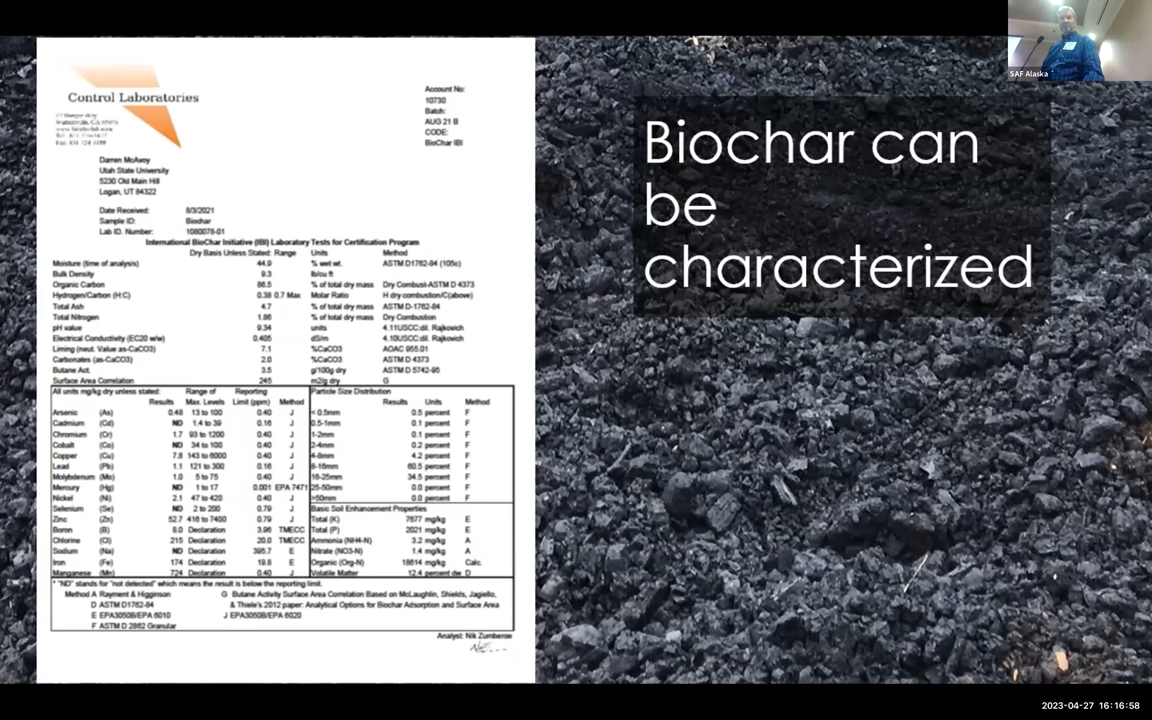 SAF Alaska
Control Laboratories
Account No:
10730
Batch:
AUG 21 B
CODE:
BioChar IBI
Darren McAvoy
Utah State University
5230 Old Main Hill
Logan, UT 84322
Date Received: 8/3/2021
Sample ID: Biochar
Lab ID. Number: 1080078-01
International BioChar Initiative (IBI) Laboratory Tests for Certification Program
Dry Basis Unless Stated: Range Units Method
Moisture (time of analysis) 44.9 % wet wt. ASTM D1762-84 (105c)
Bulk Density 9.3 lb/cu ft
Organic Carbon 86.5 % of total dry mass Dry Combust-ASTM D 4373
Hydrogen/Carbon (H:C) 0.38 0.7 Max Molar Ratio H dry combustion/C(above)
Total Ash 4.7 % of total dry mass ASTM D-1762-84
Total Nitrogen 1.86 % of total dry mass Dry Combustion
pH value 9.34 units 4.11USCC:dil. Rajkovich
Electrical Conductivity (EC20 w/w) 0.405 dS/m 4.10USCC:dil. Rajkovich
Liming (neut. Value as-CaCO3) 7.1 %CaCO3 AOAC 955.01
Carbonates (as-CaCO3) 2.0 %CaCO3 ASTM D 4373
Butane Act. 3.5 g/100g dry ASTM D 5742-95
Surface Area Correlation 245 m2/g dry G
All units mg/kg dry unless stated: Range of Reporting Particle Size Distribution
Results Max. Levels Limit (ppm) Method Results Units Method
Arsenic (As) 0.48 13 to 100 0.40 J < 0.5mm 0.5 percent F
Cadmium (Cd) ND 1.4 to 39 0.16 J 0.5-1mm 0.1 percent F
Chromium (Cr) 1.7 93 to 1200 0.40 J 1-2mm 0.1 percent F
Cobalt (Co) ND 34 to 100 0.40 J 2-4mm 0.2 percent F
Copper (Cu) 7.8 143 to 6000 0.40 J 4-8mm 4.2 percent F
Lead (Pb) 1.1 121 to 300 0.16 J 8-16mm 60.5 percent F
Molybdenum (Mo) 1.0 5 to 75 0.40 J 16-25mm 34.5 percent F
Mercury (Hg) ND 1 to 17 0.001 EPA 7471 25-50mm 0.0 percent F
Nickel (Ni) 2.1 47 to 420 0.40 J >50mm 0.0 percent F
Selenium (Se) ND 2 to 200 0.79 J Basic Soil Enhancement Properties
Zinc (Zn) 52.7 416 to 7400 0.79 J Total (K) 7677 mg/kg E
Boron (B) 8.0 Declaration 3.96 TMECC Total (P) 2021 mg/kg E
Chlorine (Cl) 215 Declaration 20.0 TMECC Ammonia (NH4-N) 3.2 mg/kg A
Sodium (Na) ND Declaration 395.7 E Nitrate (NO3-N) 1.4 mg/kg A
Iron (Fe) 174 Declaration 19.8 E Organic (Org-N) 18614 mg/kg Calc.
Manganese (Mn) 724 Declaration 0.40 J Volatile Matter 12.4 percent dw D
* "ND" stands for "not detected" which means the result is below the reporting limit.
Method A Rayment & Higginson G Butane Activity Surface Area Correlation Based on McLaughlin, Shields, Jagiello,
D ASTM D1762-84 & Thiele's 2012 paper: Analytical Options for Biochar Adsorption and Surface Area
E EPA3050B/EPA 6010 J EPA3050B/EPA 6020
F ASTM D 2862 Granular
Analyst: Nik Zumberge
Biochar can
be
characterized
2023-04-27 16:16:58